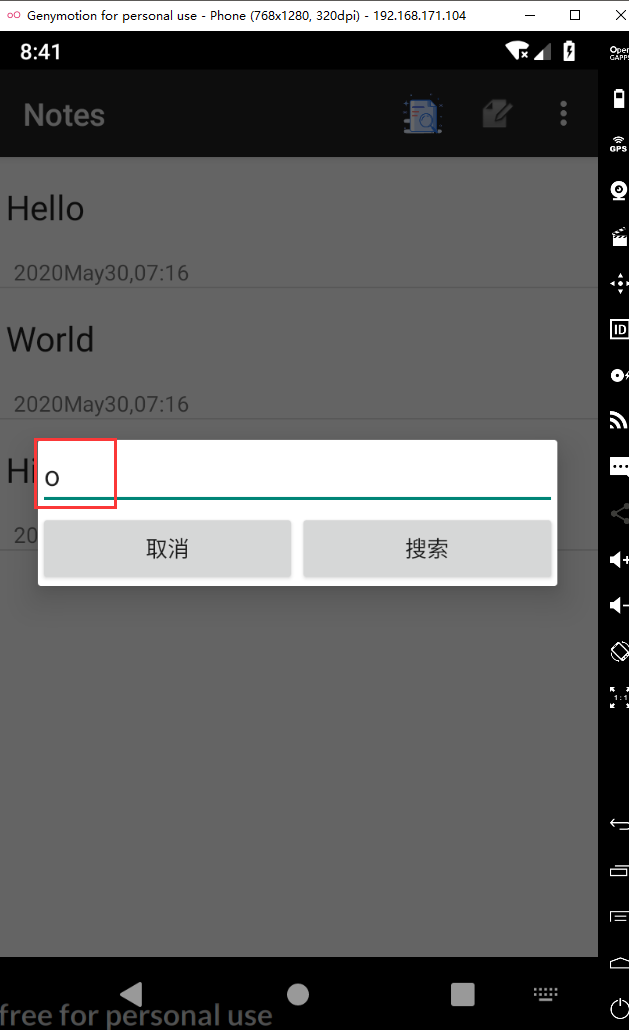 Genymotion for personal use - Phone (768x1280, 320dpi) - 192.168.171.104
8:41
Open
GAPPS
Notes
GPS
Hello
2020May30,07:16
World
ID
2020May30,07:16
Hi
o
20
取消 搜索
1:1
free for personal use